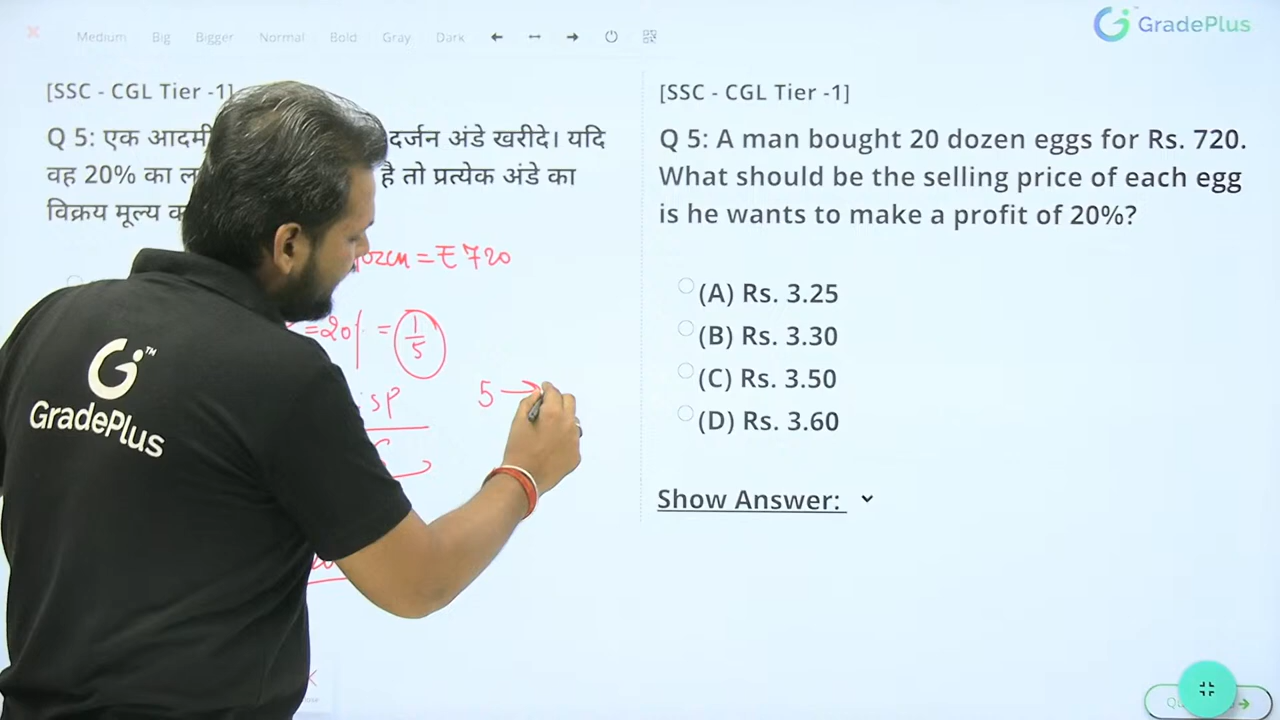 Medium Big Bigger Normal Bold Gray Dark
GradePlus
[SSC - CGL Tier -1]
Q 5: एक आदमी दर्जन अंडे खरीदे। यदि
वह 20% का है तो प्रत्येक अंडे का
विक्रय मूल्य
= ₹720
=20% = 1/5
SP
5 →
GradePlus
[SSC - CGL Tier -1]
Q 5: A man bought 20 dozen eggs for Rs. 720.
What should be the selling price of each egg
is he wants to make a profit of 20%?
(A) Rs. 3.25
(B) Rs. 3.30
(C) Rs. 3.50
(D) Rs. 3.60
Show Answer: